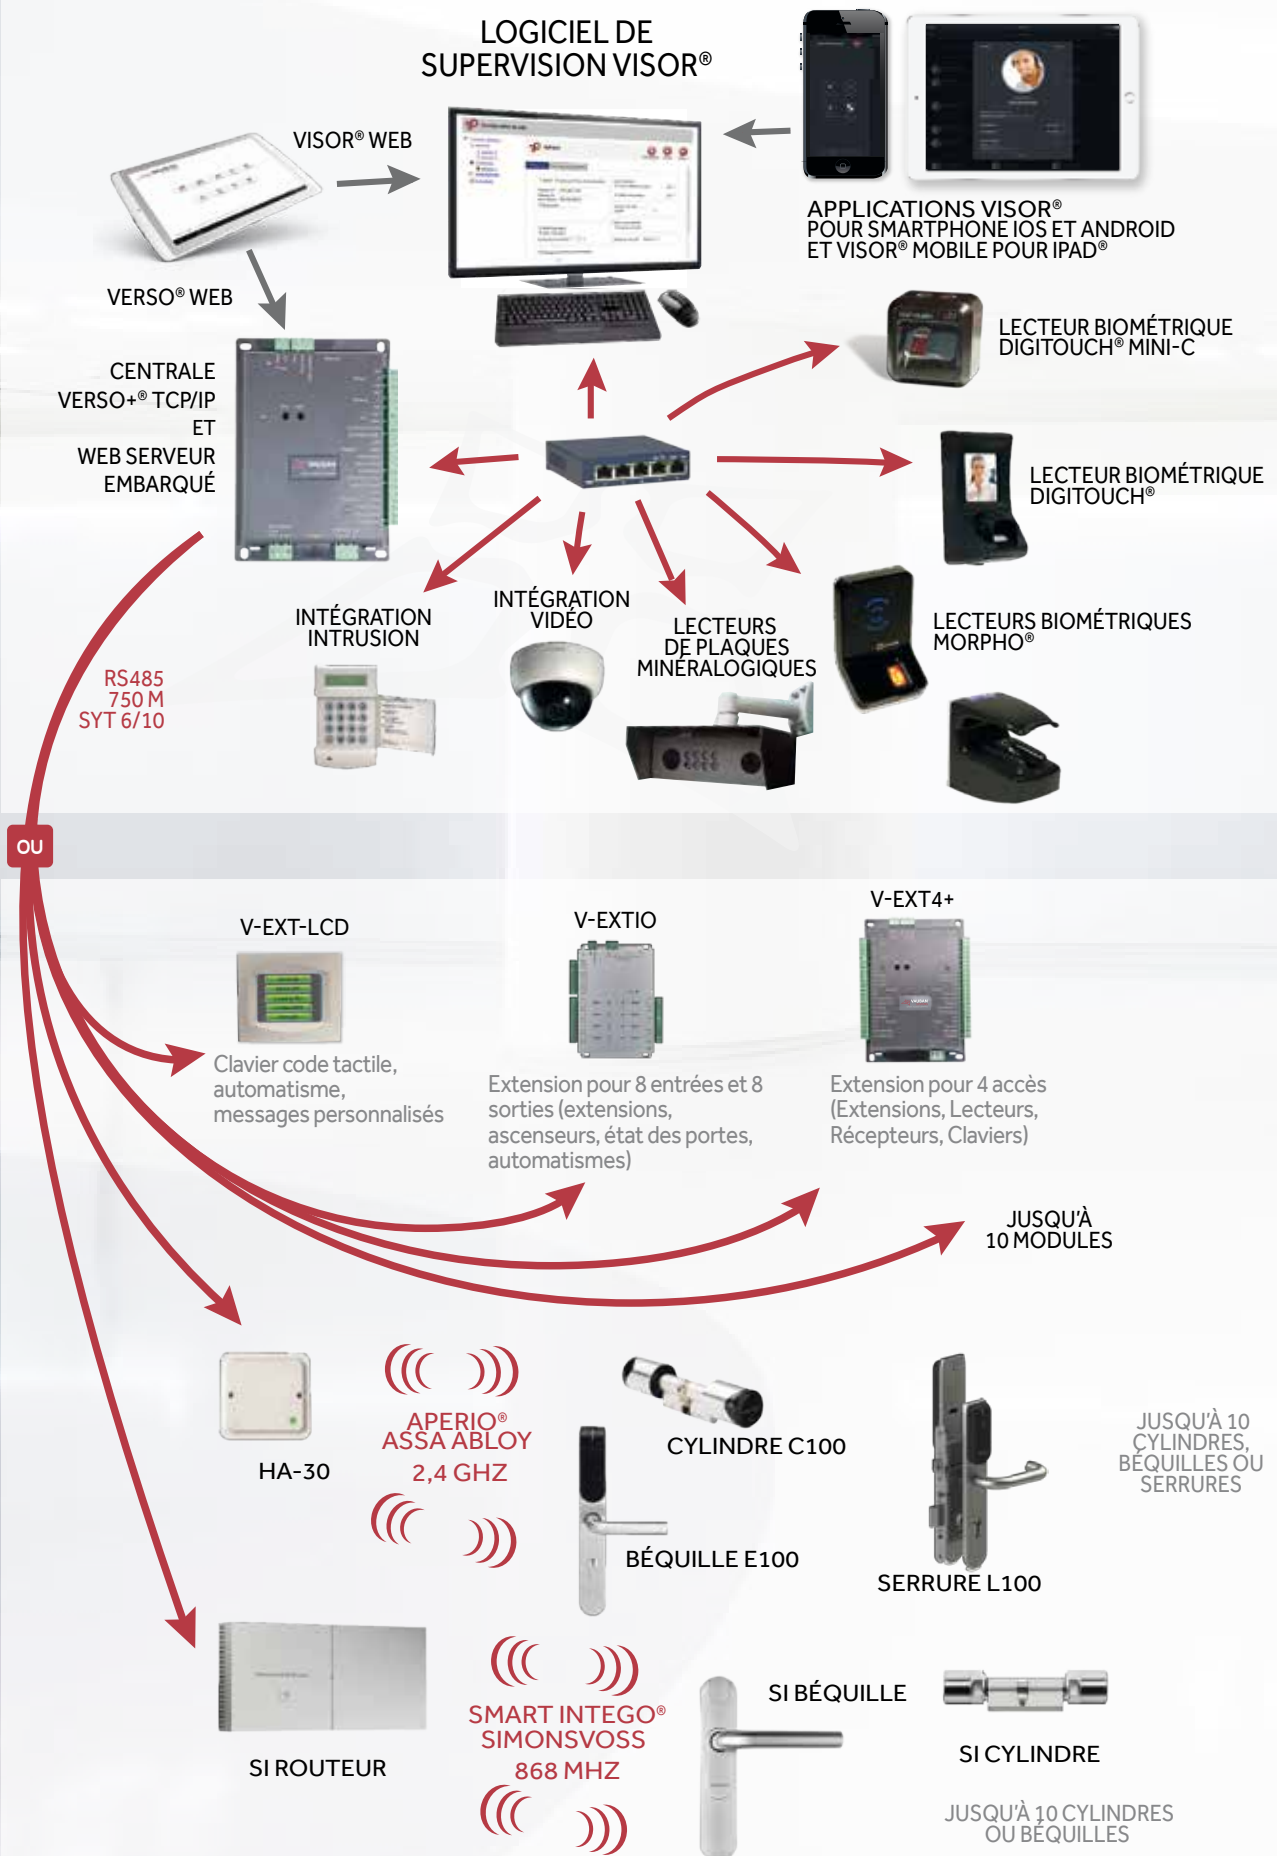 LOGICIEL DE
SUPERVISION VISOR®
VISOR® WEB
APPLICATIONS VISOR®
POUR SMARTPHONE IOS ET ANDROID
ET VISOR® MOBILE POUR IPAD®
VERSO® WEB
LECTEUR BIOMÉTRIQUE
DIGITOUCH® MINI-C
CENTRALE
VERSO+® TCP/IP
ET
WEB SERVEUR
EMBARQUÉ
LECTEUR BIOMÉTRIQUE
DIGITOUCH®
INTÉGRATION
INTRUSION
INTÉGRATION
VIDÉO
LECTEURS
DE PLAQUES
MINÉRALOGIQUES
LECTEURS BIOMÉTRIQUES
MORPHO®
RS485
750 M
SYT 6/10
OU
V-EXT-LCD
Clavier code tactile,
automatisme,
messages personnalisés
V-EXTIO
Extension pour 8 entrées et 8
sorties (extensions,
ascenseurs, état des portes,
automatismes)
V-EXT4+
Extension pour 4 accès
(Extensions, Lecteurs,
Récepteurs, Claviers)
JUSQU'À
10 MODULES
HA-30
APERIO®
ASSA ABLOY
2,4 GHZ
CYLINDRE C100
BÉQUILLE E100
SERRURE L100
JUSQU'À 10
CYLINDRES,
BÉQUILLES OU
SERRURES
SI ROUTEUR
SMART INTEGO®
SIMONSVOSS
868 MHZ
SI BÉQUILLE
SI CYLINDRE
JUSQU'À 10 CYLINDRES
OU BÉQUILLES